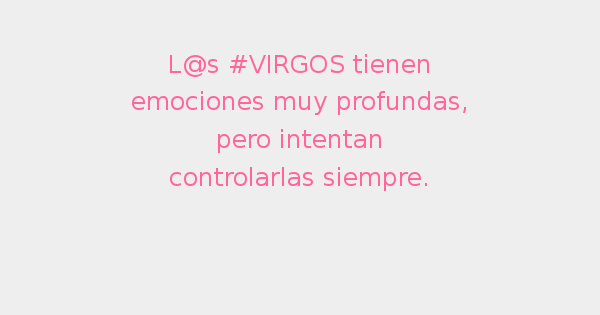 L@s #VIRGOS tienen
emociones muy profundas,
pero intentan
controlarlas siempre.